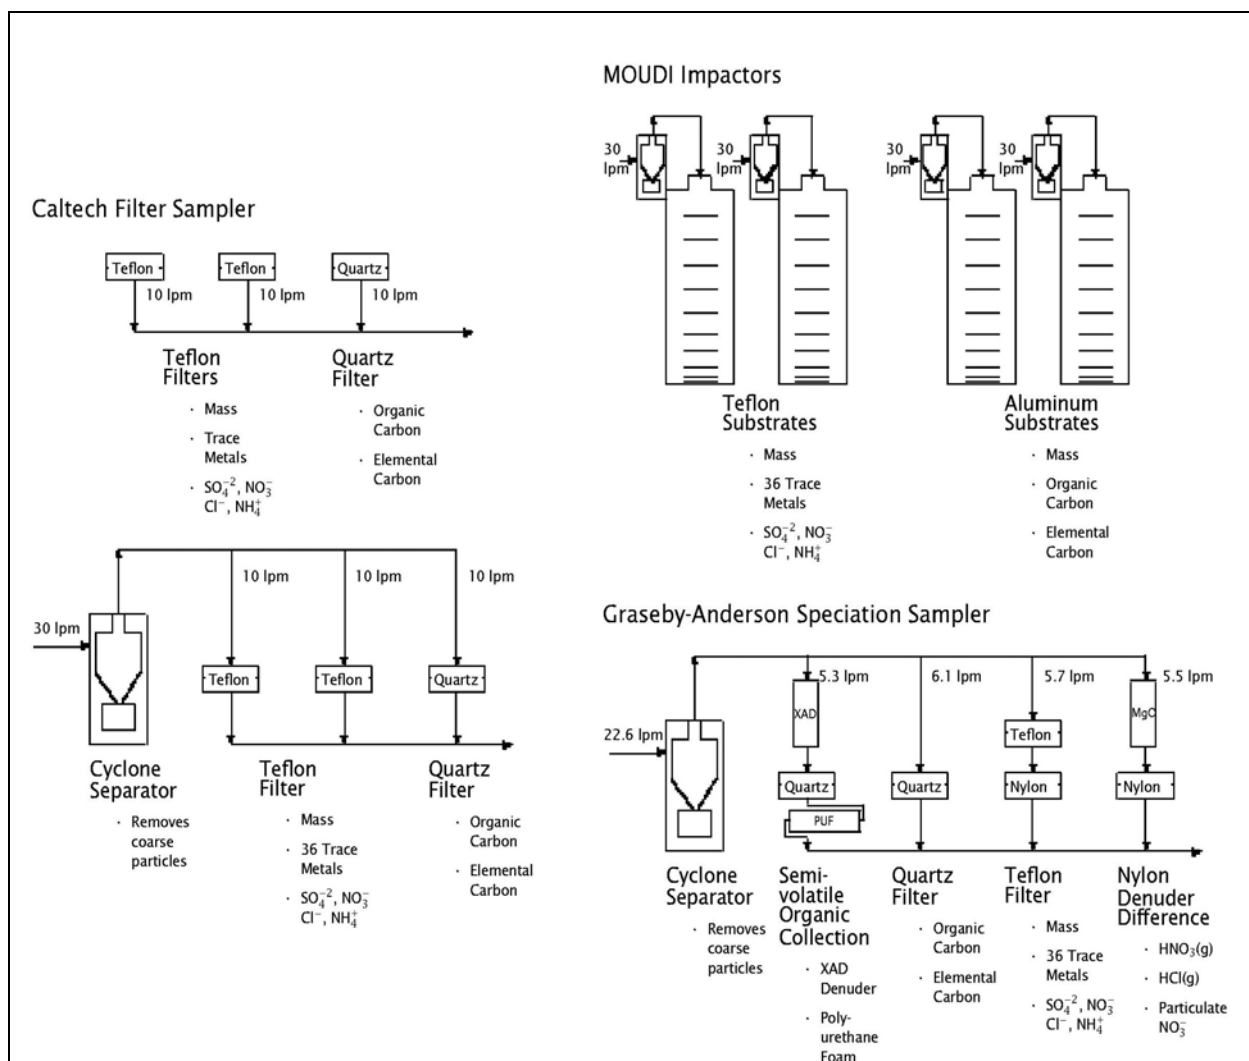 MOUDI Impactors
30 lpm
30 lpm
30 lpm
30 lpm
Teflon
Substrates
· Mass
· 36 Trace
Metals
· SO₄⁻², NO₃⁻
Cl⁻, NH₄⁺
Aluminum
Substrates
· Mass
· Organic
Carbon
· Elemental
Carbon
Caltech Filter Sampler
Teflon
Teflon
Quartz
10 lpm
10 lpm
10 lpm
Teflon
Filters
· Mass
· Trace
Metals
· SO₄⁻², NO₃⁻
Cl⁻, NH₄⁺
Quartz
Filter
· Organic
Carbon
· Elemental
Carbon
10 lpm
10 lpm
10 lpm
30 lpm
Teflon
Teflon
Quartz
Cyclone
Separator
· Removes
coarse
particles
Teflon
Filter
· Mass
· 36 Trace
Metals
· SO₄⁻², NO₃⁻
Cl⁻, NH₄⁺
Quartz
Filter
· Organic
Carbon
· Elemental
Carbon
Graseby-Anderson Speciation Sampler
5.3 lpm
6.1 lpm
5.7 lpm
5.5 lpm
22.6 lpm
XAD
MgO
Teflon
Quartz
Quartz
Nylon
Nylon
PUF
Cyclone
Separator
· Removes
coarse
particles
Semi-
volatile
Organic
Collection
· XAD
Denuder
· Poly-
urethane
Foam
Quartz
Filter
· Organic
Carbon
· Elemental
Carbon
Teflon
Filter
· Mass
· 36 Trace
Metals
· SO₄⁻², NO₃⁻
Cl⁻, NH₄⁺
Nylon
Denuder
Difference
· HNO₃(g)
· HCl(g)
· Particulate
NO₃⁻